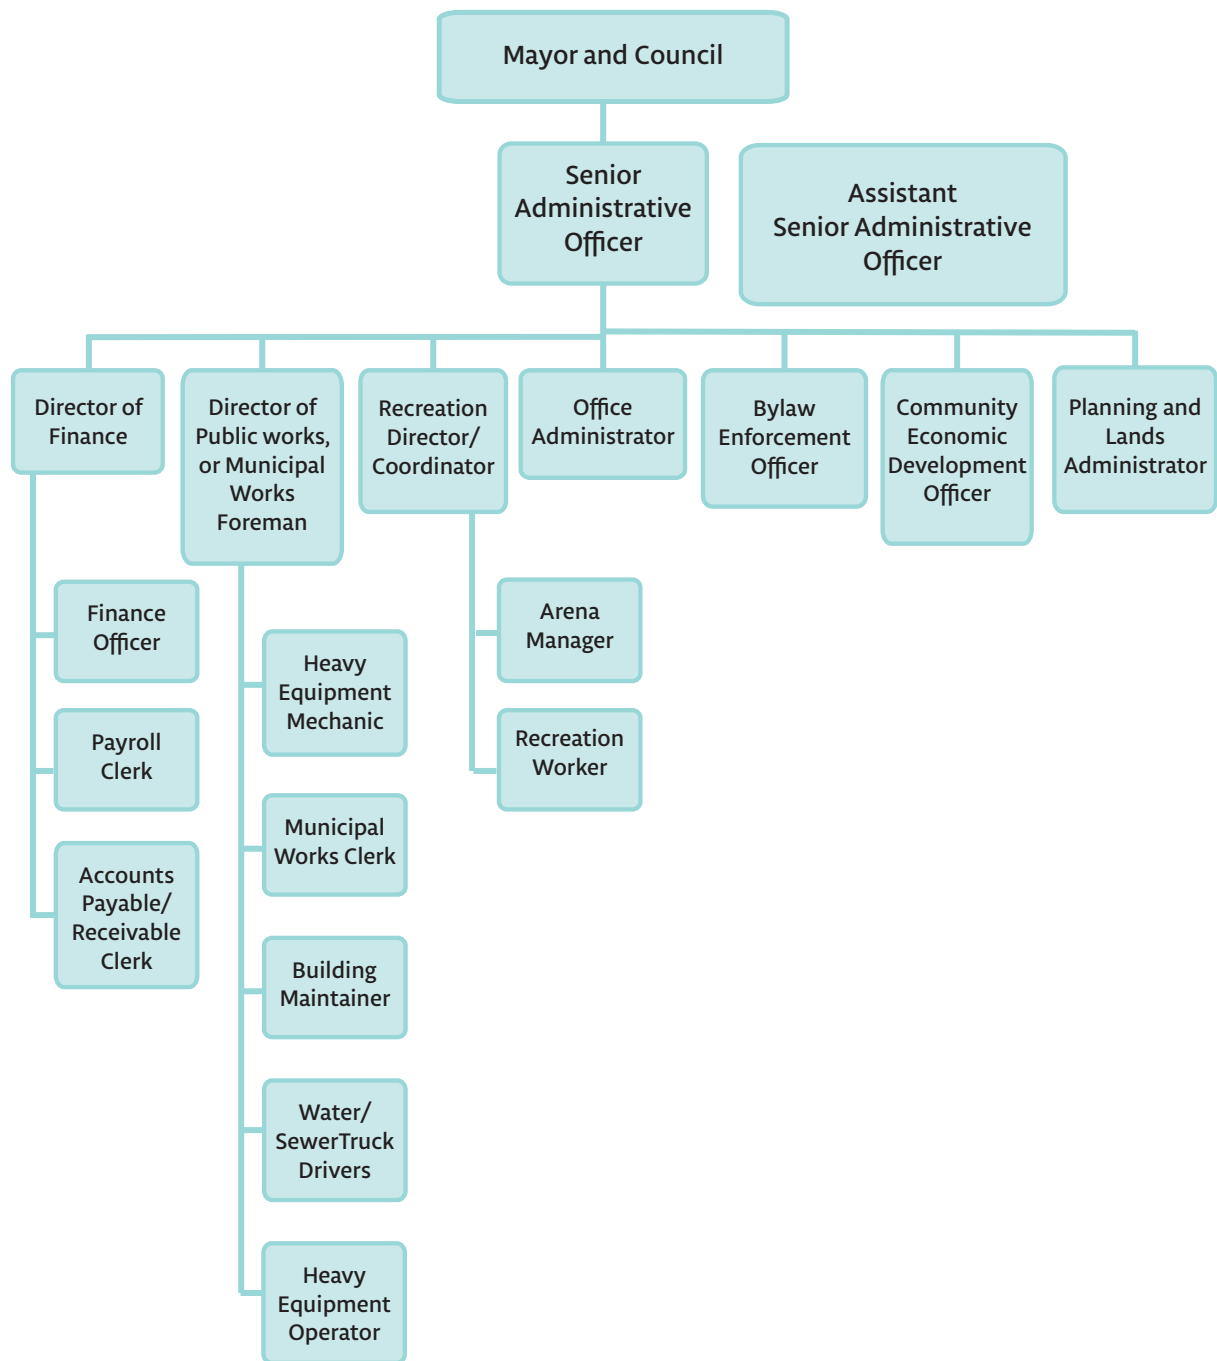 Mayor and Council
Senior
Administrative
Officer
Assistant
Senior Administrative
Officer
Director of
Finance
Director of
Public works,
or Municipal
Works
Foreman
Recreation
Director/
Coordinator
Office
Administrator
Bylaw
Enforcement
Officer
Community
Economic
Development
Officer
Planning and
Lands
Administrator
Finance
Officer
Payroll
Clerk
Accounts
Payable/
Receivable
Clerk
Heavy
Equipment
Mechanic
Municipal
Works Clerk
Building
Maintainer
Water/
SewerTruck
Drivers
Heavy
Equipment
Operator
Arena
Manager
Recreation
Worker